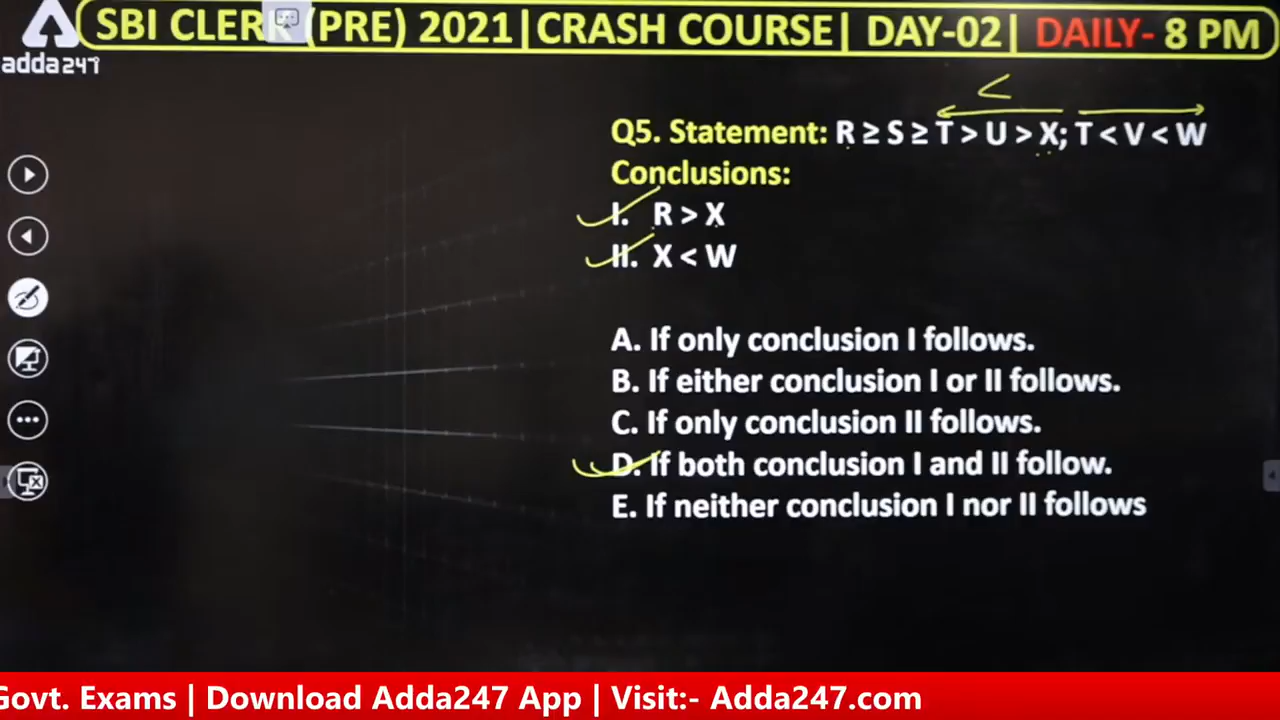 SBI CLERK (PRE) 2021|CRASH COURSE| DAY-02| DAILY- 8 PM
adda247
<
Q5. Statement: R ≥ S ≥ T > U > X; T < V < W
Conclusions:
I. R > X
II. X < W
A. If only conclusion I follows.
B. If either conclusion I or II follows.
C. If only conclusion II follows.
D. If both conclusion I and II follow.
E. If neither conclusion I nor II follows
Govt. Exams | Download Adda247 App | Visit:- Adda247.com